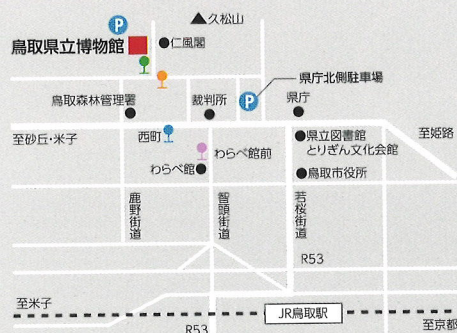 P
▲久松山
鳥取県立博物館
仁風閣
県庁北側駐車場
鳥取森林管理署
裁判所
P
県庁
至砂丘・米子
西町
わらべ館前
県立図書館
とりぎん文化会館
至姫路
わらべ館
鳥取市役所
鹿野街道
智頭街道
若桜街道
R53
至米子
JR鳥取駅
至京都
R53